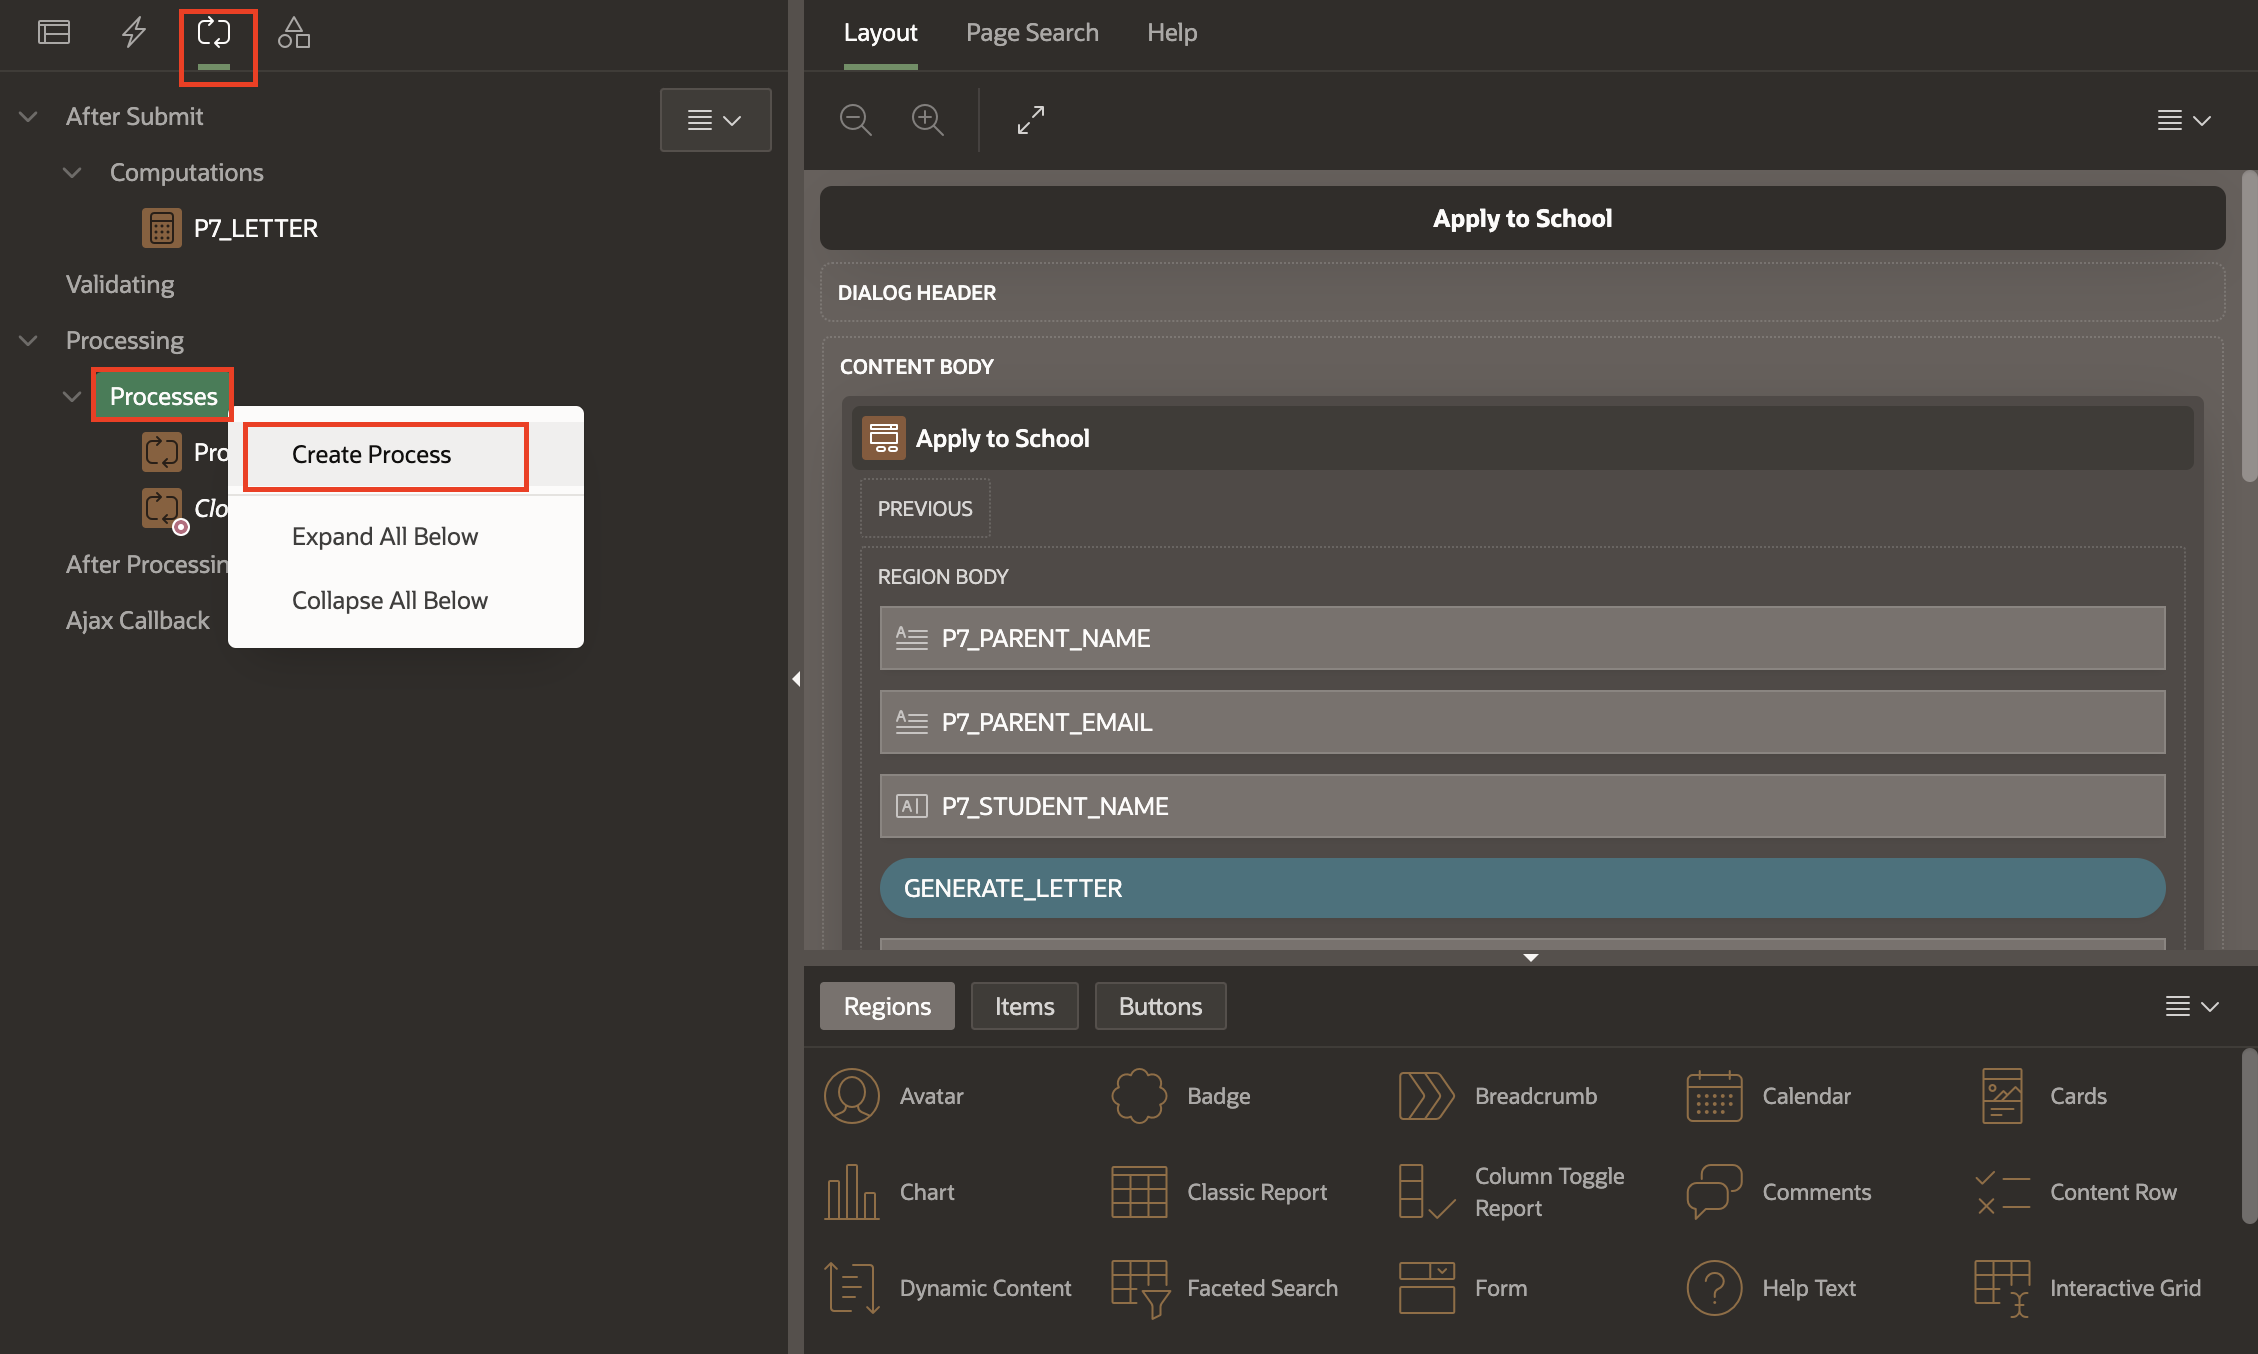 After Submit
Computations
P7_LETTER
Validating
Processing
Processes
Pro
Clo
After Processin
Ajax Callback
Create Process
Expand All Below
Collapse All Below
Layout
Page Search
Help
Apply to School
DIALOG HEADER
CONTENT BODY
Apply to School
PREVIOUS
REGION BODY
P7_PARENT_NAME
P7_PARENT_EMAIL
P7_STUDENT_NAME
GENERATE_LETTER
Regions
Items
Buttons
Avatar
Badge
Breadcrumb
Calendar
Cards
Chart
Classic Report
Column Toggle
Report
Comments
Content Row
Dynamic Content
Faceted Search
Form
Help Text
Interactive Grid